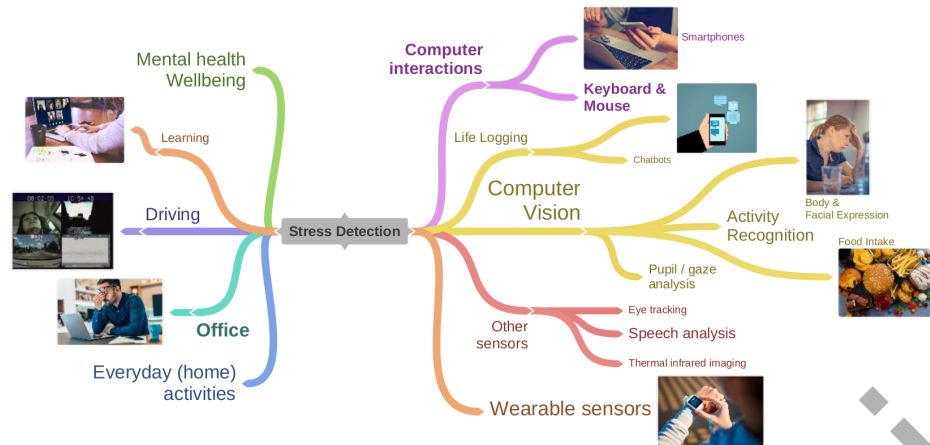 Mental health
Wellbeing
Learning
Driving
Office
Everyday (home)
activities
Stress Detection
Computer
interactions
Smartphones
Keyboard &
Mouse
Life Logging
Chatbots
Computer
Vision
Body &
Facial Expression
Activity
Recognition
Food Intake
Pupil / gaze
analysis
Other
sensors
Eye tracking
Speech analysis
Thermal infrared imaging
Wearable sensors